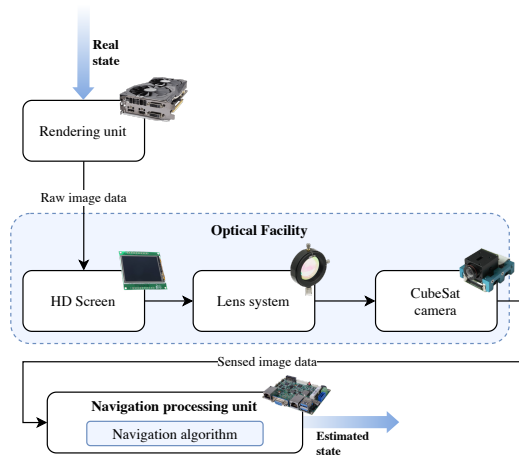 Real
state
Rendering unit
Raw image data
Optical Facility
HD Screen
Lens system
CubeSat
camera
Sensed image data
Navigation processing unit
Navigation algorithm
Estimated
state